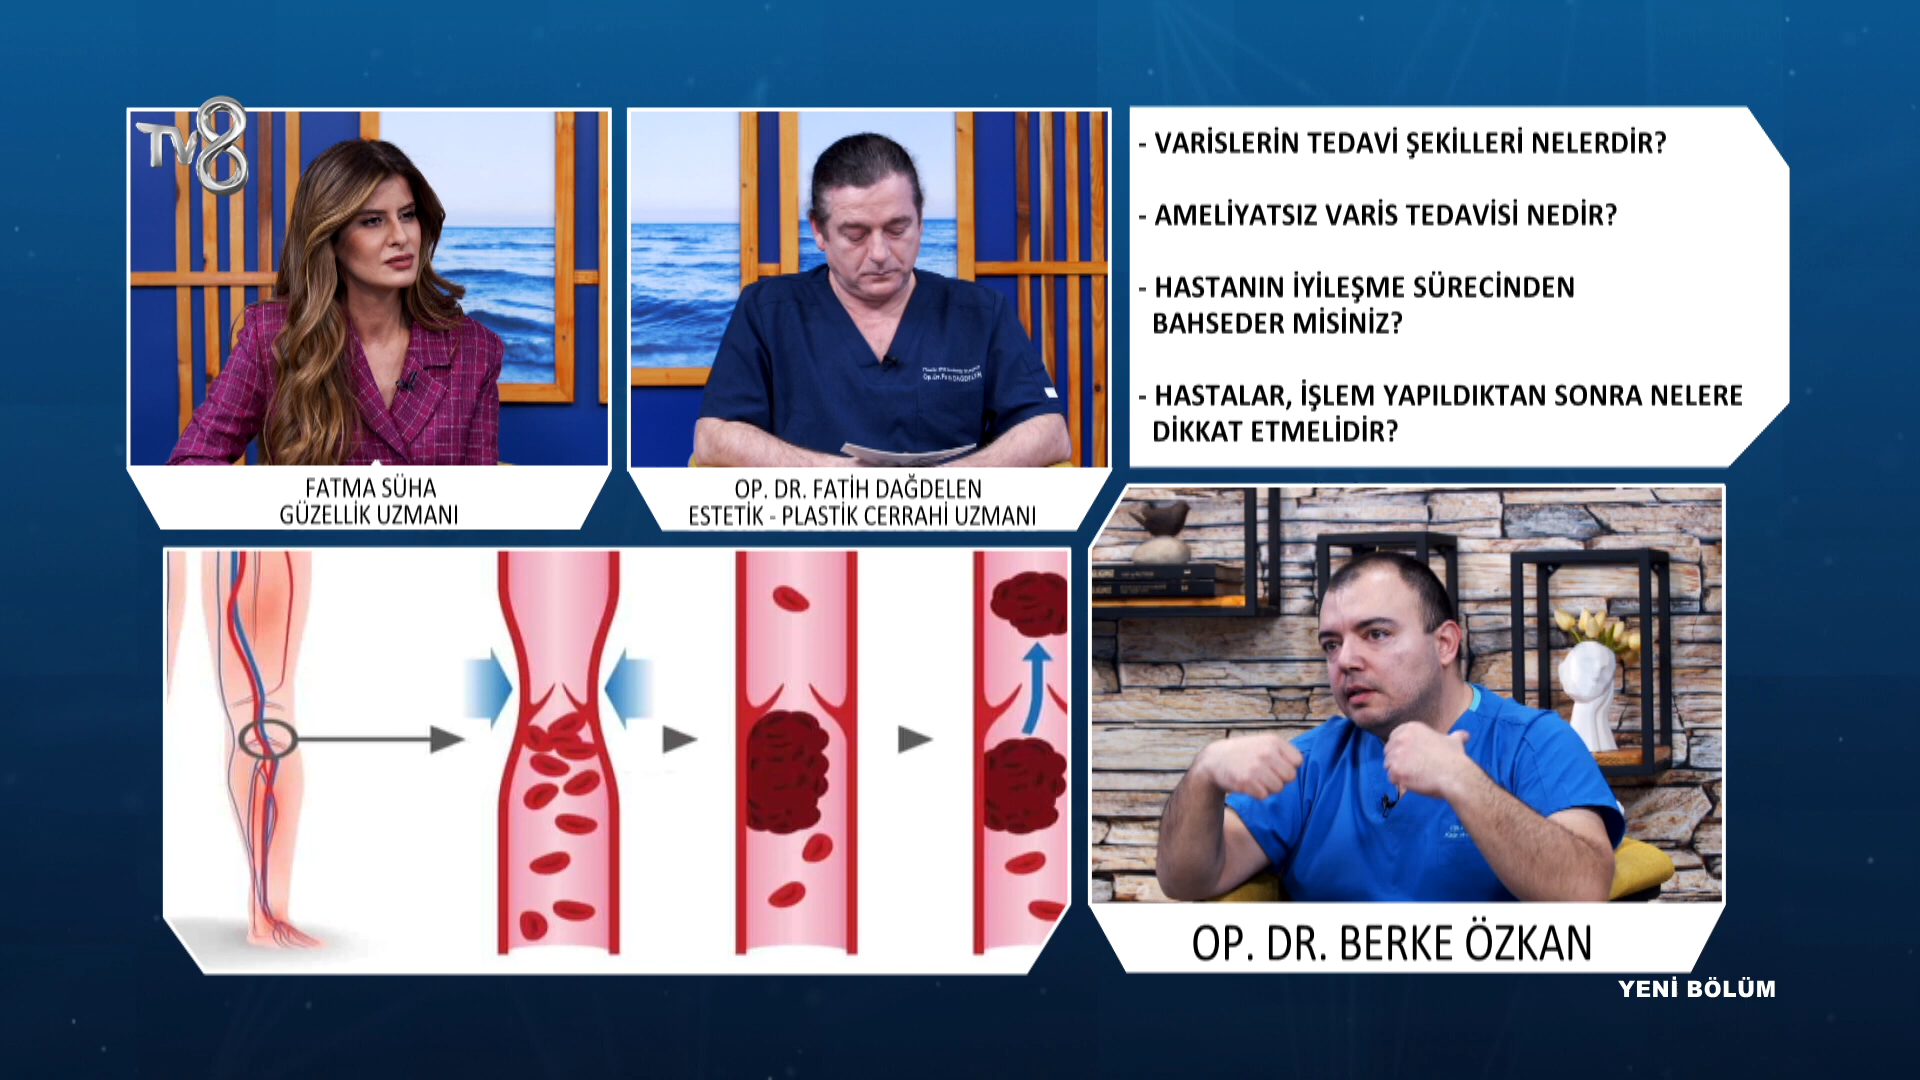 TV8
- VARİSLERİN TEDAVİ ŞEKİLLERİ NELERDİR?
- AMELİYATSIZ VARİS TEDAVİSİ NEDİR?
- HASTANIN İYİLEŞME SÜRECİNDEN
BAHSEDER MİSİNİZ?
- HASTALAR, İŞLEM YAPILDIKTAN SONRA NELERE
DİKKAT ETMELİDİR?
FATMA SÜHA
GÜZELLİK UZMANI
OP. DR. FATİH DAĞDELEN
ESTETİK - PLASTİK CERRAHİ UZMANI
OP. DR. BERKE ÖZKAN
YENİ BÖLÜM